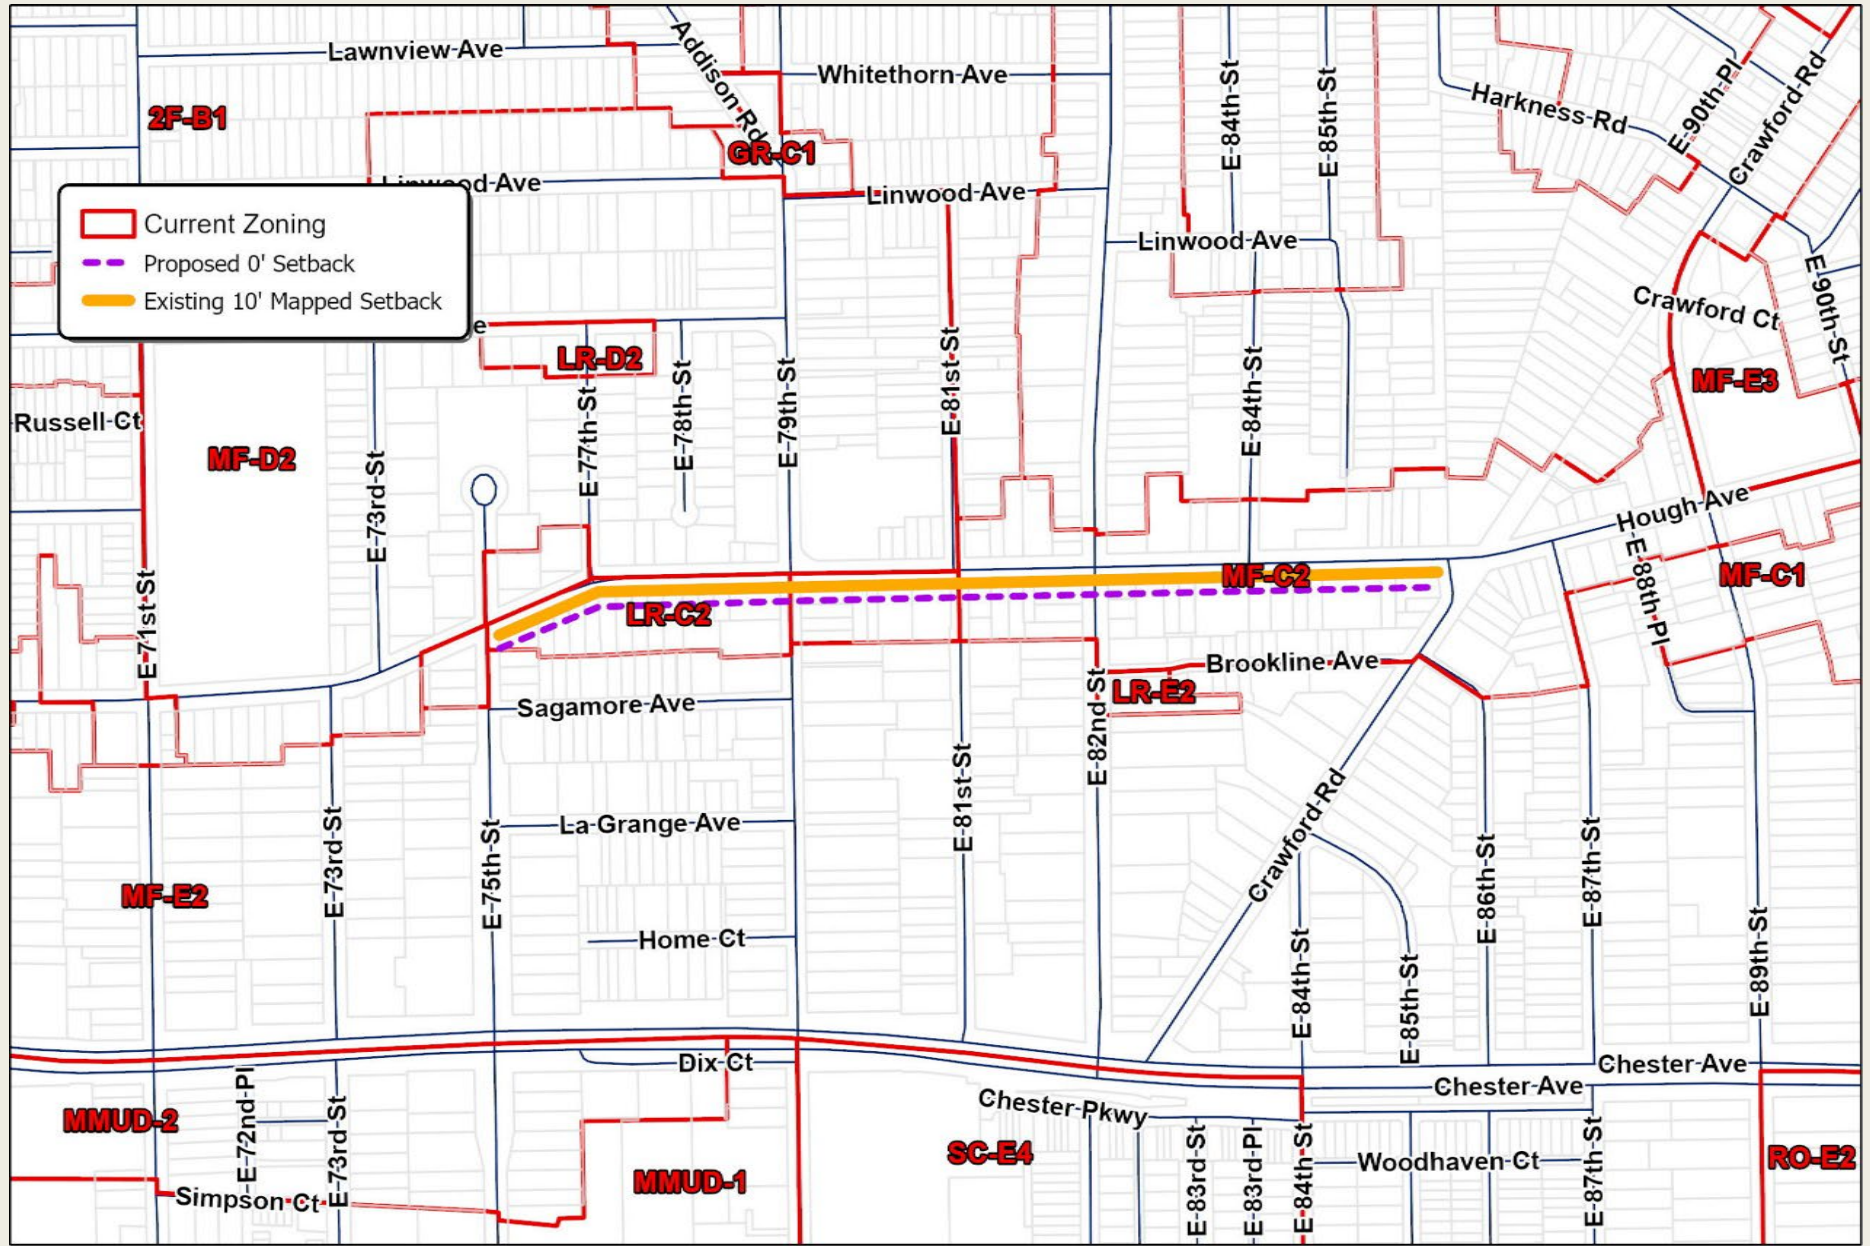 Lawnview Ave
Addison Rd
Whitethorn Ave
E 84th St
E 85th St
Harkness Rd
E 90th Pl
Crawford Rd
2F-B1
GR-C1
Linwood Ave
Linwood Ave
Linwood Ave
Current Zoning
Proposed 0' Setback
Existing 10' Mapped Setback
e
E 90th St
Crawford Ct
LR-D2
MF-E3
Russell Ct
MF-D2
E 73rd St
E 77th St
E 78th St
E 79th St
E 81st St
E 84th St
Hough Ave
E 71st St
MF-C2
MF-C1
E 88th Pl
LR-C2
Brookline Ave
LR-E2
Sagamore Ave
E 82nd St
E 81st St
La Grange Ave
E 73rd St
E 75th St
Crawford Rd
E 86th St
E 87th St
MF-E2
Home Ct
E 84th St
E 85th St
E 89th St
Dix Ct
Chester Ave
Chester Ave
Chester Pkwy
MMUD-2
E 72nd Pl
E 73rd St
SC-E4
MMUD-1
E 83rd St
E 83rd Pl
E 84th St
Woodhaven Ct
E 87th St
RO-E2
Simpson Ct